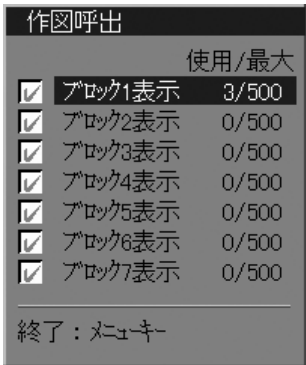 作図呼出
使用/最大
ﾌﾞﾛｯｸ1表示 3/500
ﾌﾞﾛｯｸ2表示 0/500
ﾌﾞﾛｯｸ3表示 0/500
ﾌﾞﾛｯｸ4表示 0/500
ﾌﾞﾛｯｸ5表示 0/500
ﾌﾞﾛｯｸ6表示 0/500
ﾌﾞﾛｯｸ7表示 0/500
終了：ﾒﾆｭｰｷｰ